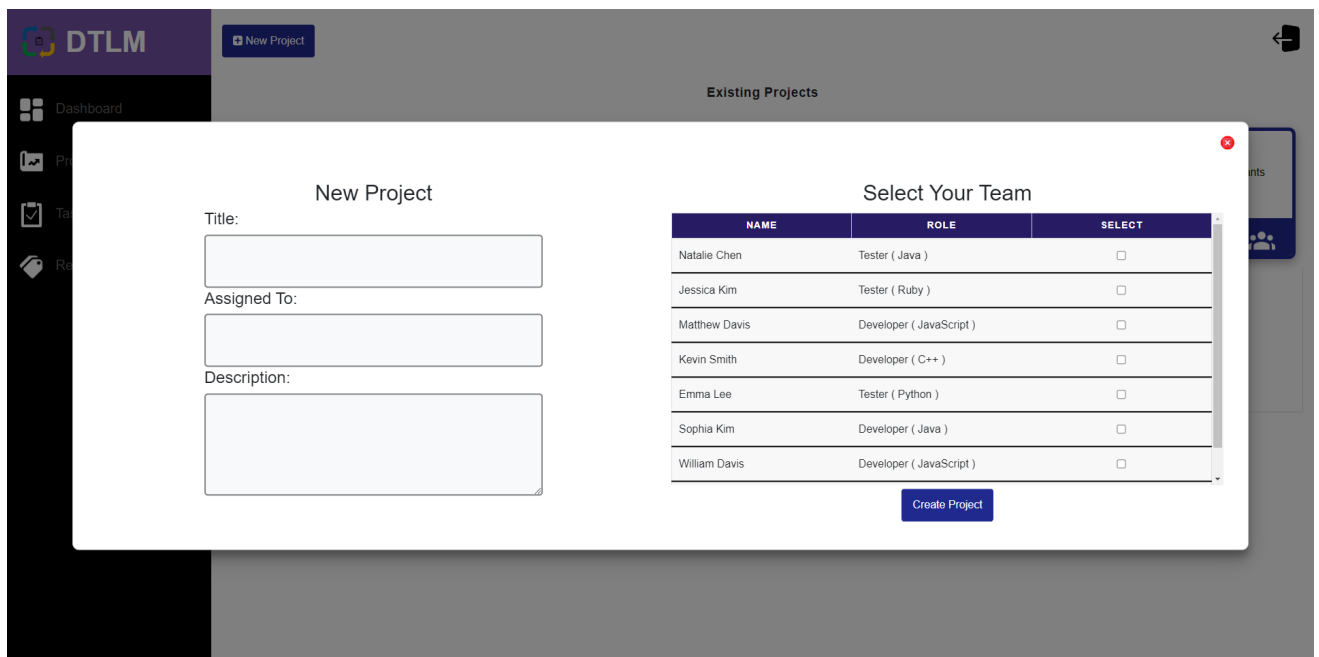 DTLM
New Project
Existing Projects
Dashboard
New Project
Title:
Assigned To:
Description:
Select Your Team
NAME ROLE SELECT
Natalie Chen Tester ( Java )
Jessica Kim Tester ( Ruby )
Matthew Davis Developer ( JavaScript )
Kevin Smith Developer ( C++ )
Emma Lee Tester ( Python )
Sophia Kim Developer ( Java )
William Davis Developer ( JavaScript )
Create Project